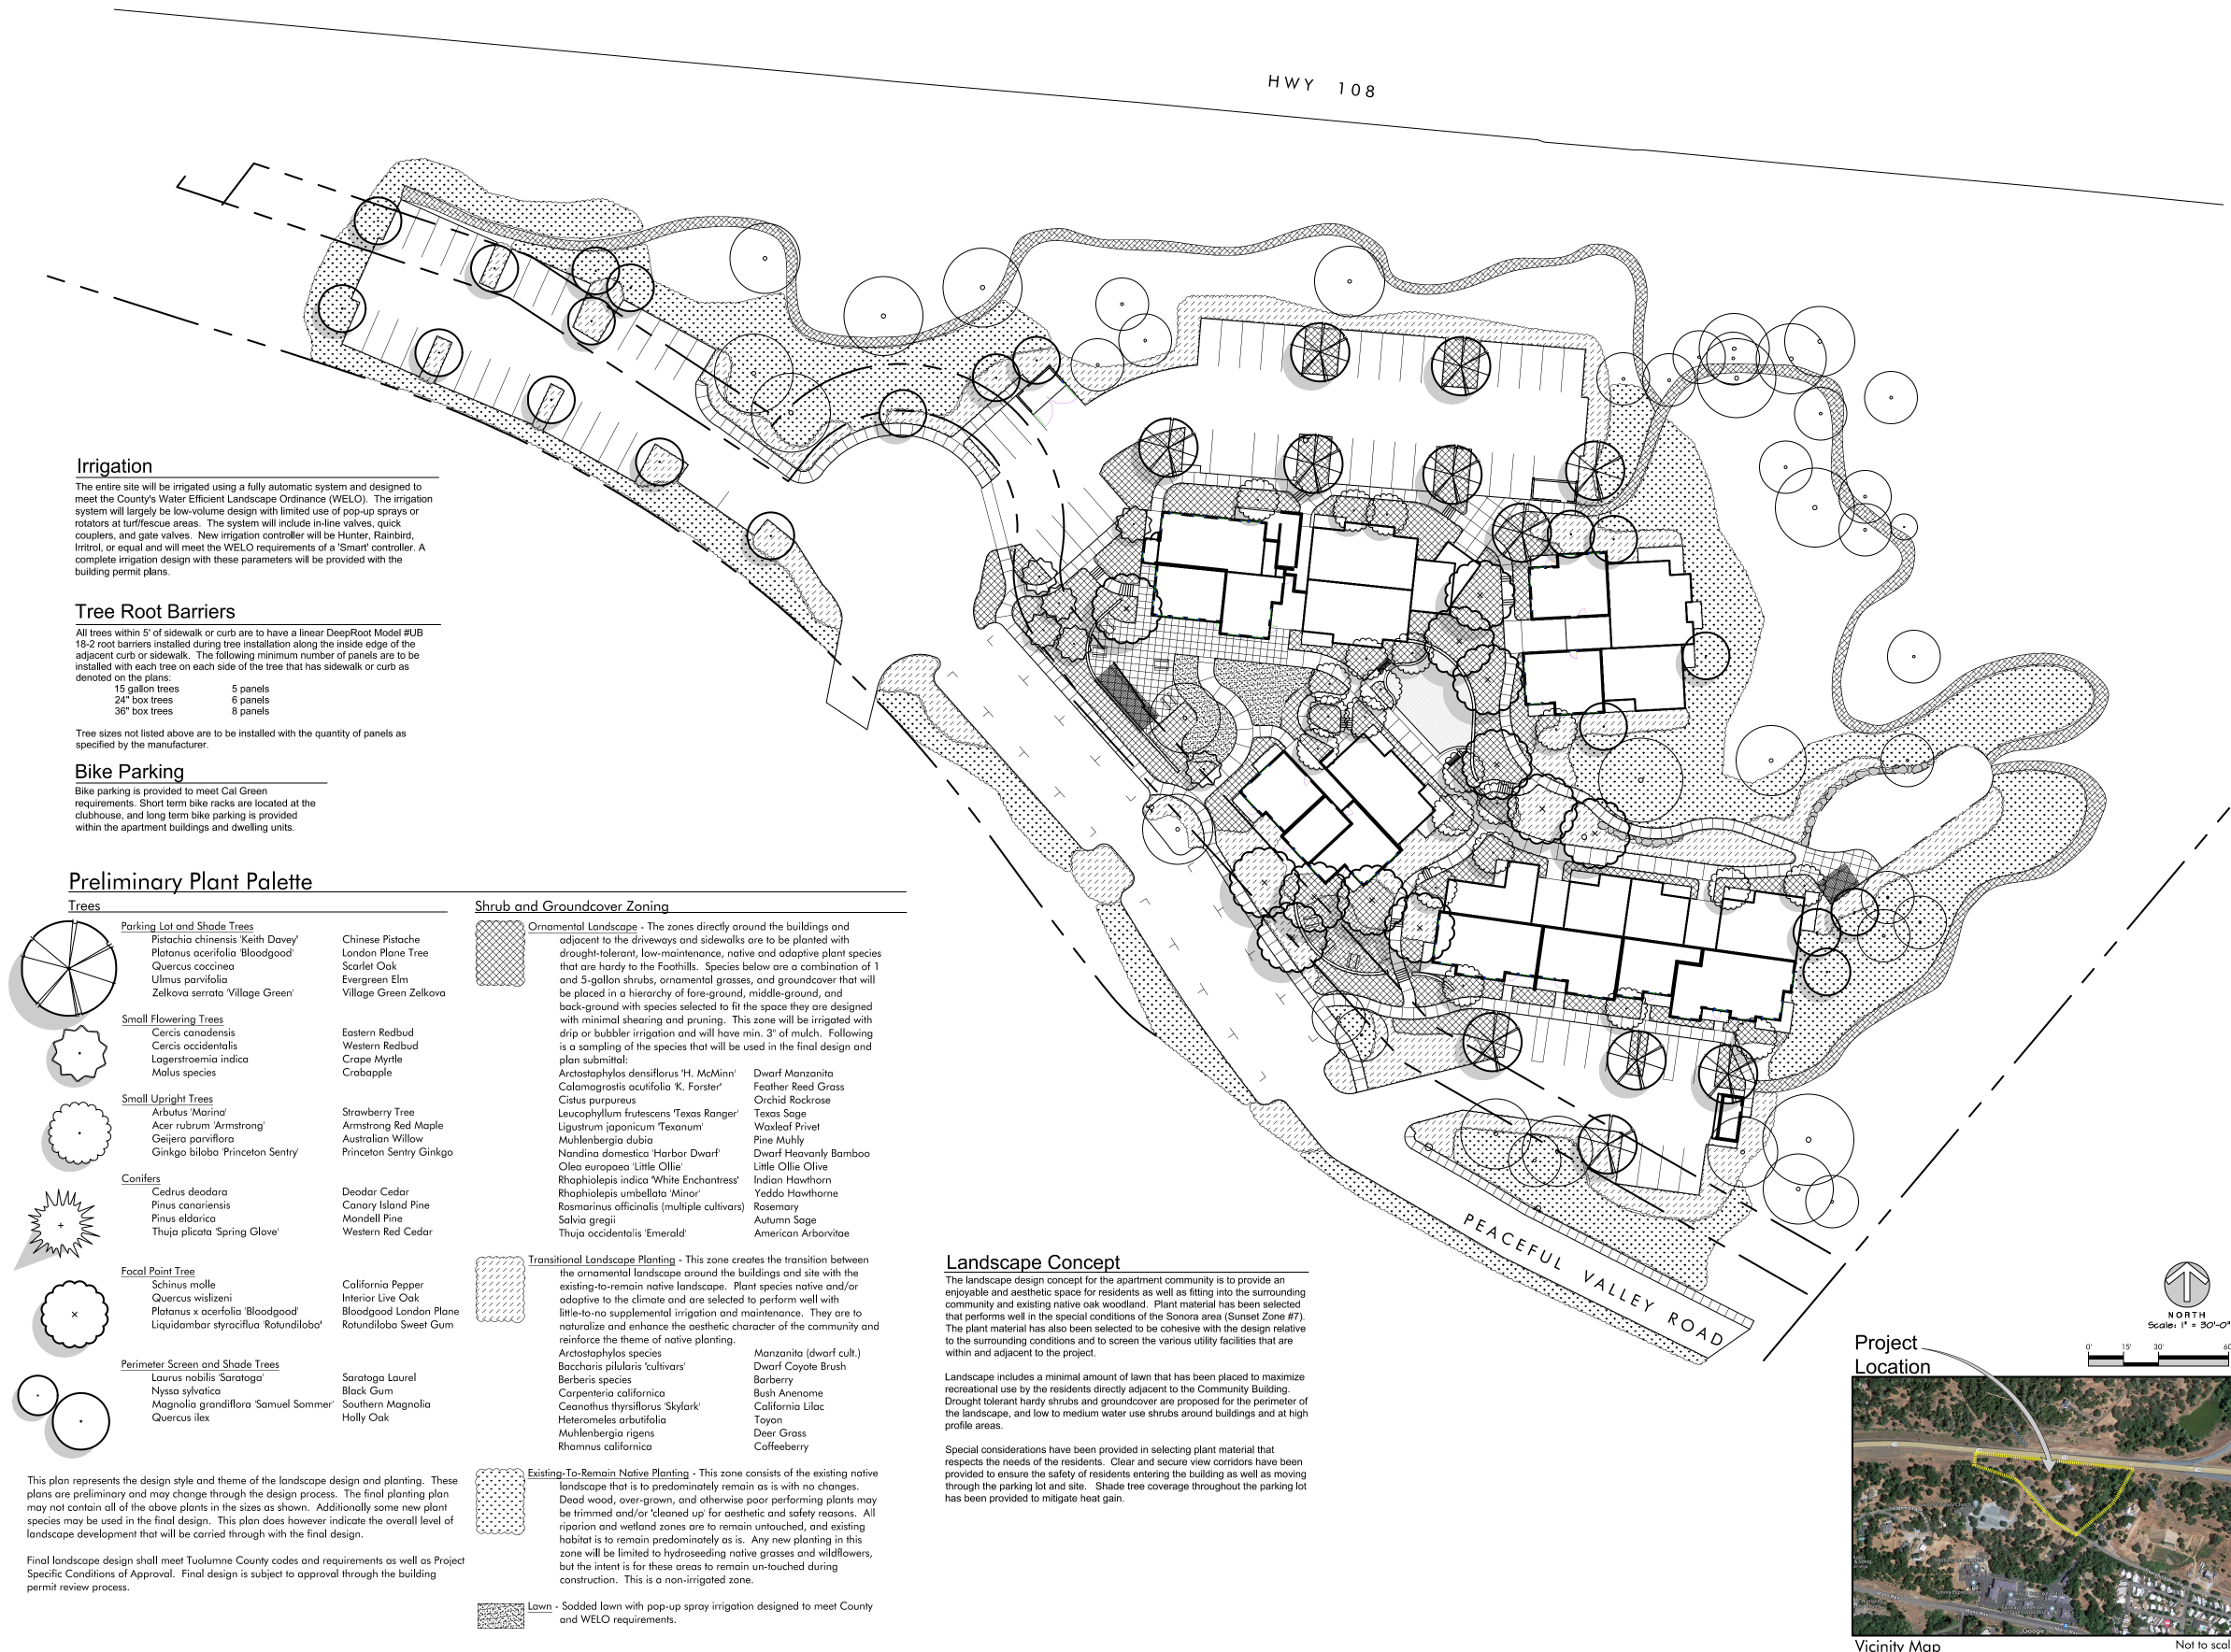 HWY 108
Irrigation
The entire site will be irrigated using a fully automatic system and designed to
meet the County's Water Efficient Landscape Ordinance (WELO). The irrigation
system will largely be low-volume design with limited use of pop-up sprays or
rotators at turf/fescue areas. The system will include in-line valves, quick
couplers, and gate valves. New irrigation controller will be Hunter, Rainbird,
Irritrol, or equal and will meet the WELO requirements of a 'Smart' controller. A
complete irrigation design with these parameters will be provided with the
building permit plans.
Tree Root Barriers
All trees within 5' of sidewalk or curb are to have a linear DeepRoot Model #UB
18-2 root barriers installed during tree installation along the inside edge of the
adjacent curb or sidewalk. The following minimum number of panels are to be
installed with each tree on each side of the tree that has sidewalk or curb as
denoted on the plans:
15 gallon trees 5 panels
24" box trees 6 panels
36" box trees 8 panels
Tree sizes not listed above are to be installed with the quantity of panels as
specified by the manufacturer.
Bike Parking
Bike parking is provided to meet Cal Green
requirements. Short term bike racks are located at the
clubhouse, and long term bike parking is provided
within the apartment buildings and dwelling units.
Preliminary Plant Palette
Trees
Parking Lot and Shade Trees
Pistachia chinensis 'Keith Davey' Chinese Pistache
Platanus acerifolia 'Bloodgood' London Plane Tree
Quercus coccinea Scarlet Oak
Ulmus parvifolia Evergreen Elm
Zelkova serrata 'Village Green' Village Green Zelkova
Small Flowering Trees
Cercis canadensis Eastern Redbud
Cercis occidentalis Western Redbud
Lagerstroemia indica Crape Myrtle
Malus species Crabapple
Small Upright Trees
Arbutus 'Marina' Strawberry Tree
Acer rubrum 'Armstrong' Armstrong Red Maple
Geijera parviflora Australian Willow
Ginkgo biloba 'Princeton Sentry' Princeton Sentry Ginkgo
Conifers
Cedrus deodara Deodar Cedar
Pinus canariensis Canary Island Pine
Pinus eldarica Mondell Pine
Thuja plicata 'Spring Glove' Western Red Cedar
Focal Point Tree
Schinus molle California Pepper
Quercus wislizeni Interior Live Oak
Platanus x acerfolia 'Bloodgood' Bloodgood London Plane
Liquidambar styraciflua 'Rotundiloba' Rotundiloba Sweet Gum
Perimeter Screen and Shade Trees
Laurus nobilis 'Saratoga' Saratoga Laurel
Nyssa sylvatica Black Gum
Magnolia grandiflora 'Samuel Sommer' Southern Magnolia
Quercus ilex Holly Oak
This plan represents the design style and theme of the landscape design and planting. These
plans are preliminary and may change through the design process. The final planting plan
may not contain all of the above plants in the sizes as shown. Additionally some new plant
species may be used in the final design. This plan does however indicate the overall level of
landscape development that will be carried through with the final design.
Final landscape design shall meet Tuolumne County codes and requirements as well as Project
Specific Conditions of Approval. Final design is subject to approval through the building
permit review process.
Shrub and Groundcover Zoning
Ornamental Landscape - The zones directly around the buildings and
adjacent to the driveways and sidewalks are to be planted with
drought-tolerant, low-maintenance, native and adaptive plant species
that are hardy to the Foothills. Species below are a combination of 1
and 5-gallon shrubs, ornamental grasses, and groundcover that will
be placed in a hierarchy of fore-ground, middle-ground, and
back-ground with species selected to fit the space they are designed
with minimal shearing and pruning. This zone will be irrigated with
drip or bubbler irrigation and will have min. 3" of mulch. Following
is a sampling of the species that will be used in the final design and
plan submittal:
Arctostaphylos densiflorus 'H. McMinn' Dwarf Manzanita
Calamagrostis acutifolia 'K. Forster' Feather Reed Grass
Cistus purpureus Orchid Rockrose
Leucophyllum frutescens 'Texas Ranger' Texas Sage
Ligustrum japonicum 'Texanum' Waxleaf Privet
Muhlenbergia dubia Pine Muhly
Nandina domestica 'Harbor Dwarf' Dwarf Heavanly Bamboo
Olea europaea 'Little Ollie' Little Ollie Olive
Rhaphiolepis indica 'White Enchantress' Indian Hawthorn
Rhaphiolepis umbellata 'Minor' Yeddo Hawthorne
Rosmarinus officinalis (multiple cultivars) Rosemary
Salvia gregii Autumn Sage
Thuja occidentalis 'Emerald' American Arborvitae
Transitional Landscape Planting - This zone creates the transition between
the ornamental landscape around the buildings and site with the
existing-to-remain native landscape. Plant species native and/or
adoptive to the climate and are selected to perform well with
little-to-no supplemental irrigation and maintenance. They are to
naturalize and enhance the aesthetic character of the community and
reinforce the theme of native planting.
Arctostaphylos species Manzanita (dwarf cult.)
Baccharis pilularis 'cultivars' Dwarf Coyote Brush
Berberis species Barberry
Carpenteria californica Bush Anenome
Ceanothus thyrsiflorus 'Skylark' California Lilac
Heteromeles arbutifolia Toyon
Muhlenbergia rigens Deer Grass
Rhamnus californica Coffeeberry
Existing-To-Remain Native Planting - This zone consists of the existing native
landscape that is to predominately remain as is with no changes.
Dead wood, over-grown, and otherwise poor performing plants may
be trimmed and/or 'cleaned up' for aesthetic and safety reasons. All
riparion and wetland zones are to remain untouched, and existing
habitat is to remain predominately as is. Any new planting in this
zone will be limited to hydroseeding native grasses and wildflowers,
but the intent is for these areas to remain un-touched during
construction. This is a non-irrigated zone.
Lawn - Sodded lawn with pop-up spray irrigation designed to meet County
and WELO requirements.
Landscape Concept
The landscape design concept for the apartment community is to provide an
enjoyable and aesthetic space for residents as well as fitting into the surrounding
community and existing native oak woodland. Plant material has been selected
that performs well in the special conditions of the Sonora area (Sunset Zone #7).
The plant material has also been selected to be cohesive with the design relative
to the surrounding conditions and to screen the various utility facilities that are
within and adjacent to the project.
Landscape includes a minimal amount of lawn that has been placed to maximize
recreational use by the residents directly adjacent to the Community Building.
Drought tolerant hardy shrubs and groundcover are proposed for the perimeter of
the landscape, and low to medium water use shrubs around buildings and at high
profile areas.
Special considerations have been provided in selecting plant material that
respects the needs of the residents. Clear and secure view corridors have been
provided to ensure the safety of residents entering the building as well as moving
through the parking lot and site. Shade tree coverage throughout the parking lot
has been provided to mitigate heat gain.
PEACEFUL VALLEY ROAD
NORTH
Scale: 1" = 30'-0"
0' 15' 30' 60
Project
Location
Google
Vicinity Map
Not to scal